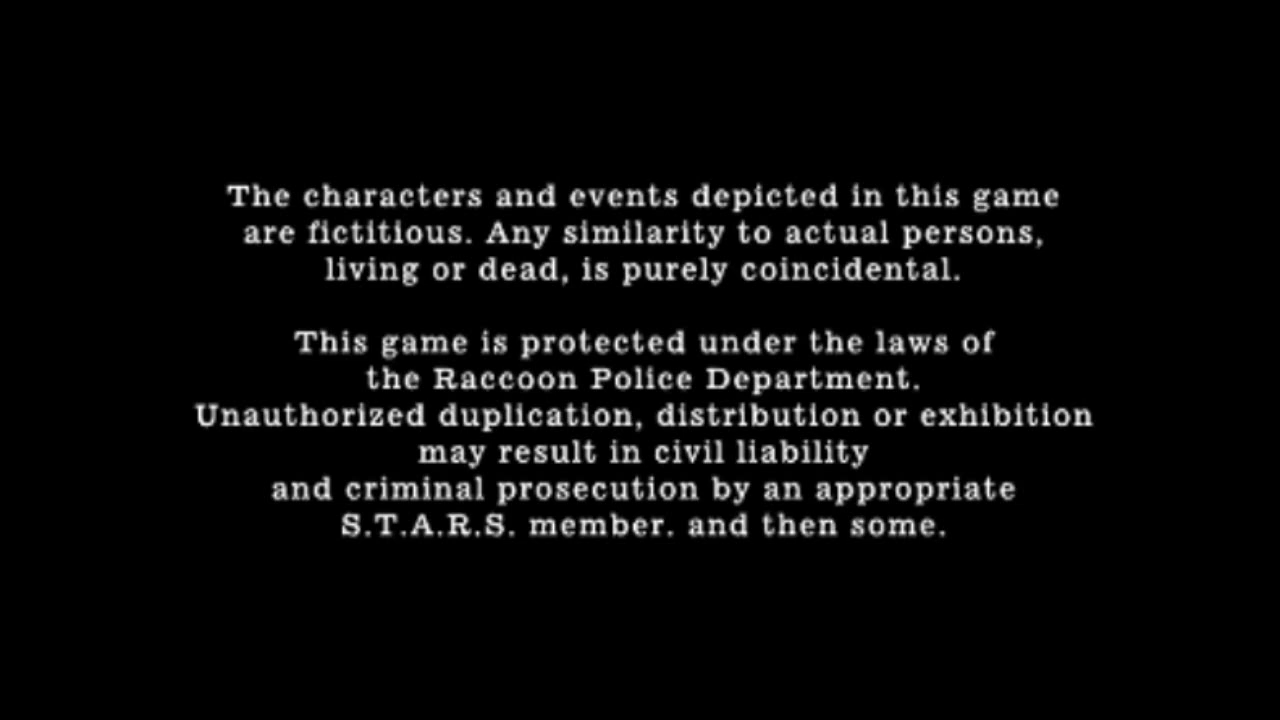 The characters and events depicted in this game
are fictitious. Any similarity to actual persons,
living or dead, is purely coincidental.
This game is protected under the laws of
the Raccoon Police Department.
Unauthorized duplication, distribution or exhibition
may result in civil liability
and criminal prosecution by an appropriate
S.T.A.R.S. member. and then some.